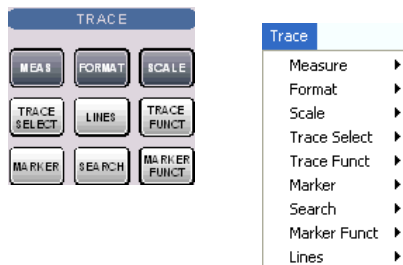 TRACE
MEAS
FORMAT
SCALE
TRACE
SELECT
LINES
TRACE
FUNCT
MARKER
SEARCH
MARKER
FUNCT
Trace
Measure
Format
Scale
Trace Select
Trace Funct
Marker
Search
Marker Funct
Lines